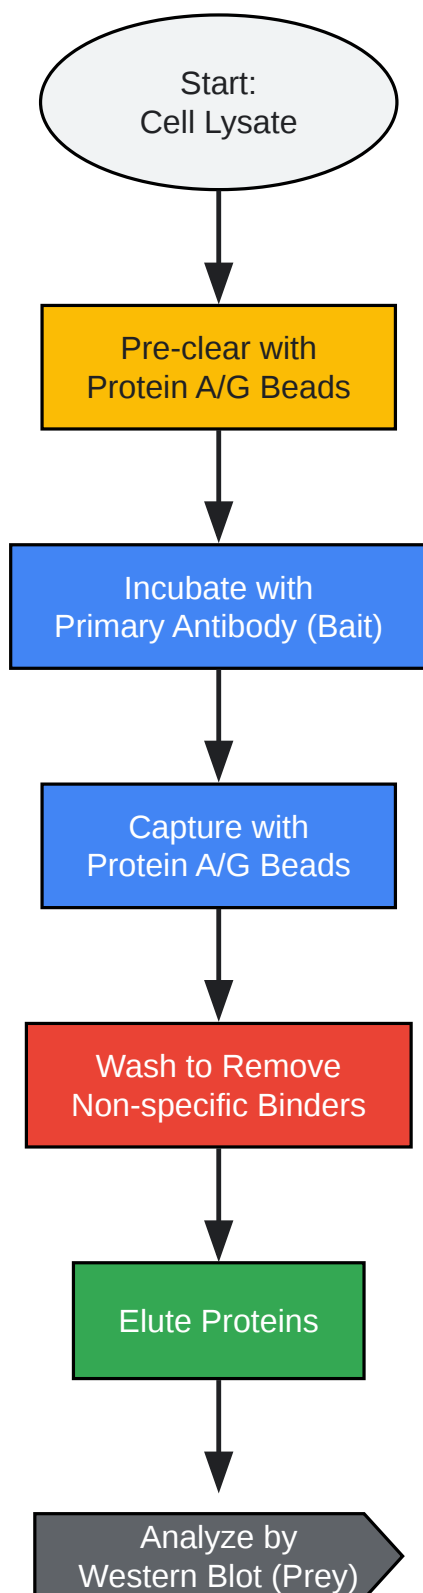 Start:
Cell Lysate
Pre-clear with
Protein A/G Beads
Incubate with
Primary Antibody (Bait)
Capture with
Protein A/G Beads
Wash to Remove
Non-specific Binders
Elute Proteins
Analyze by
Western Blot (Prey)